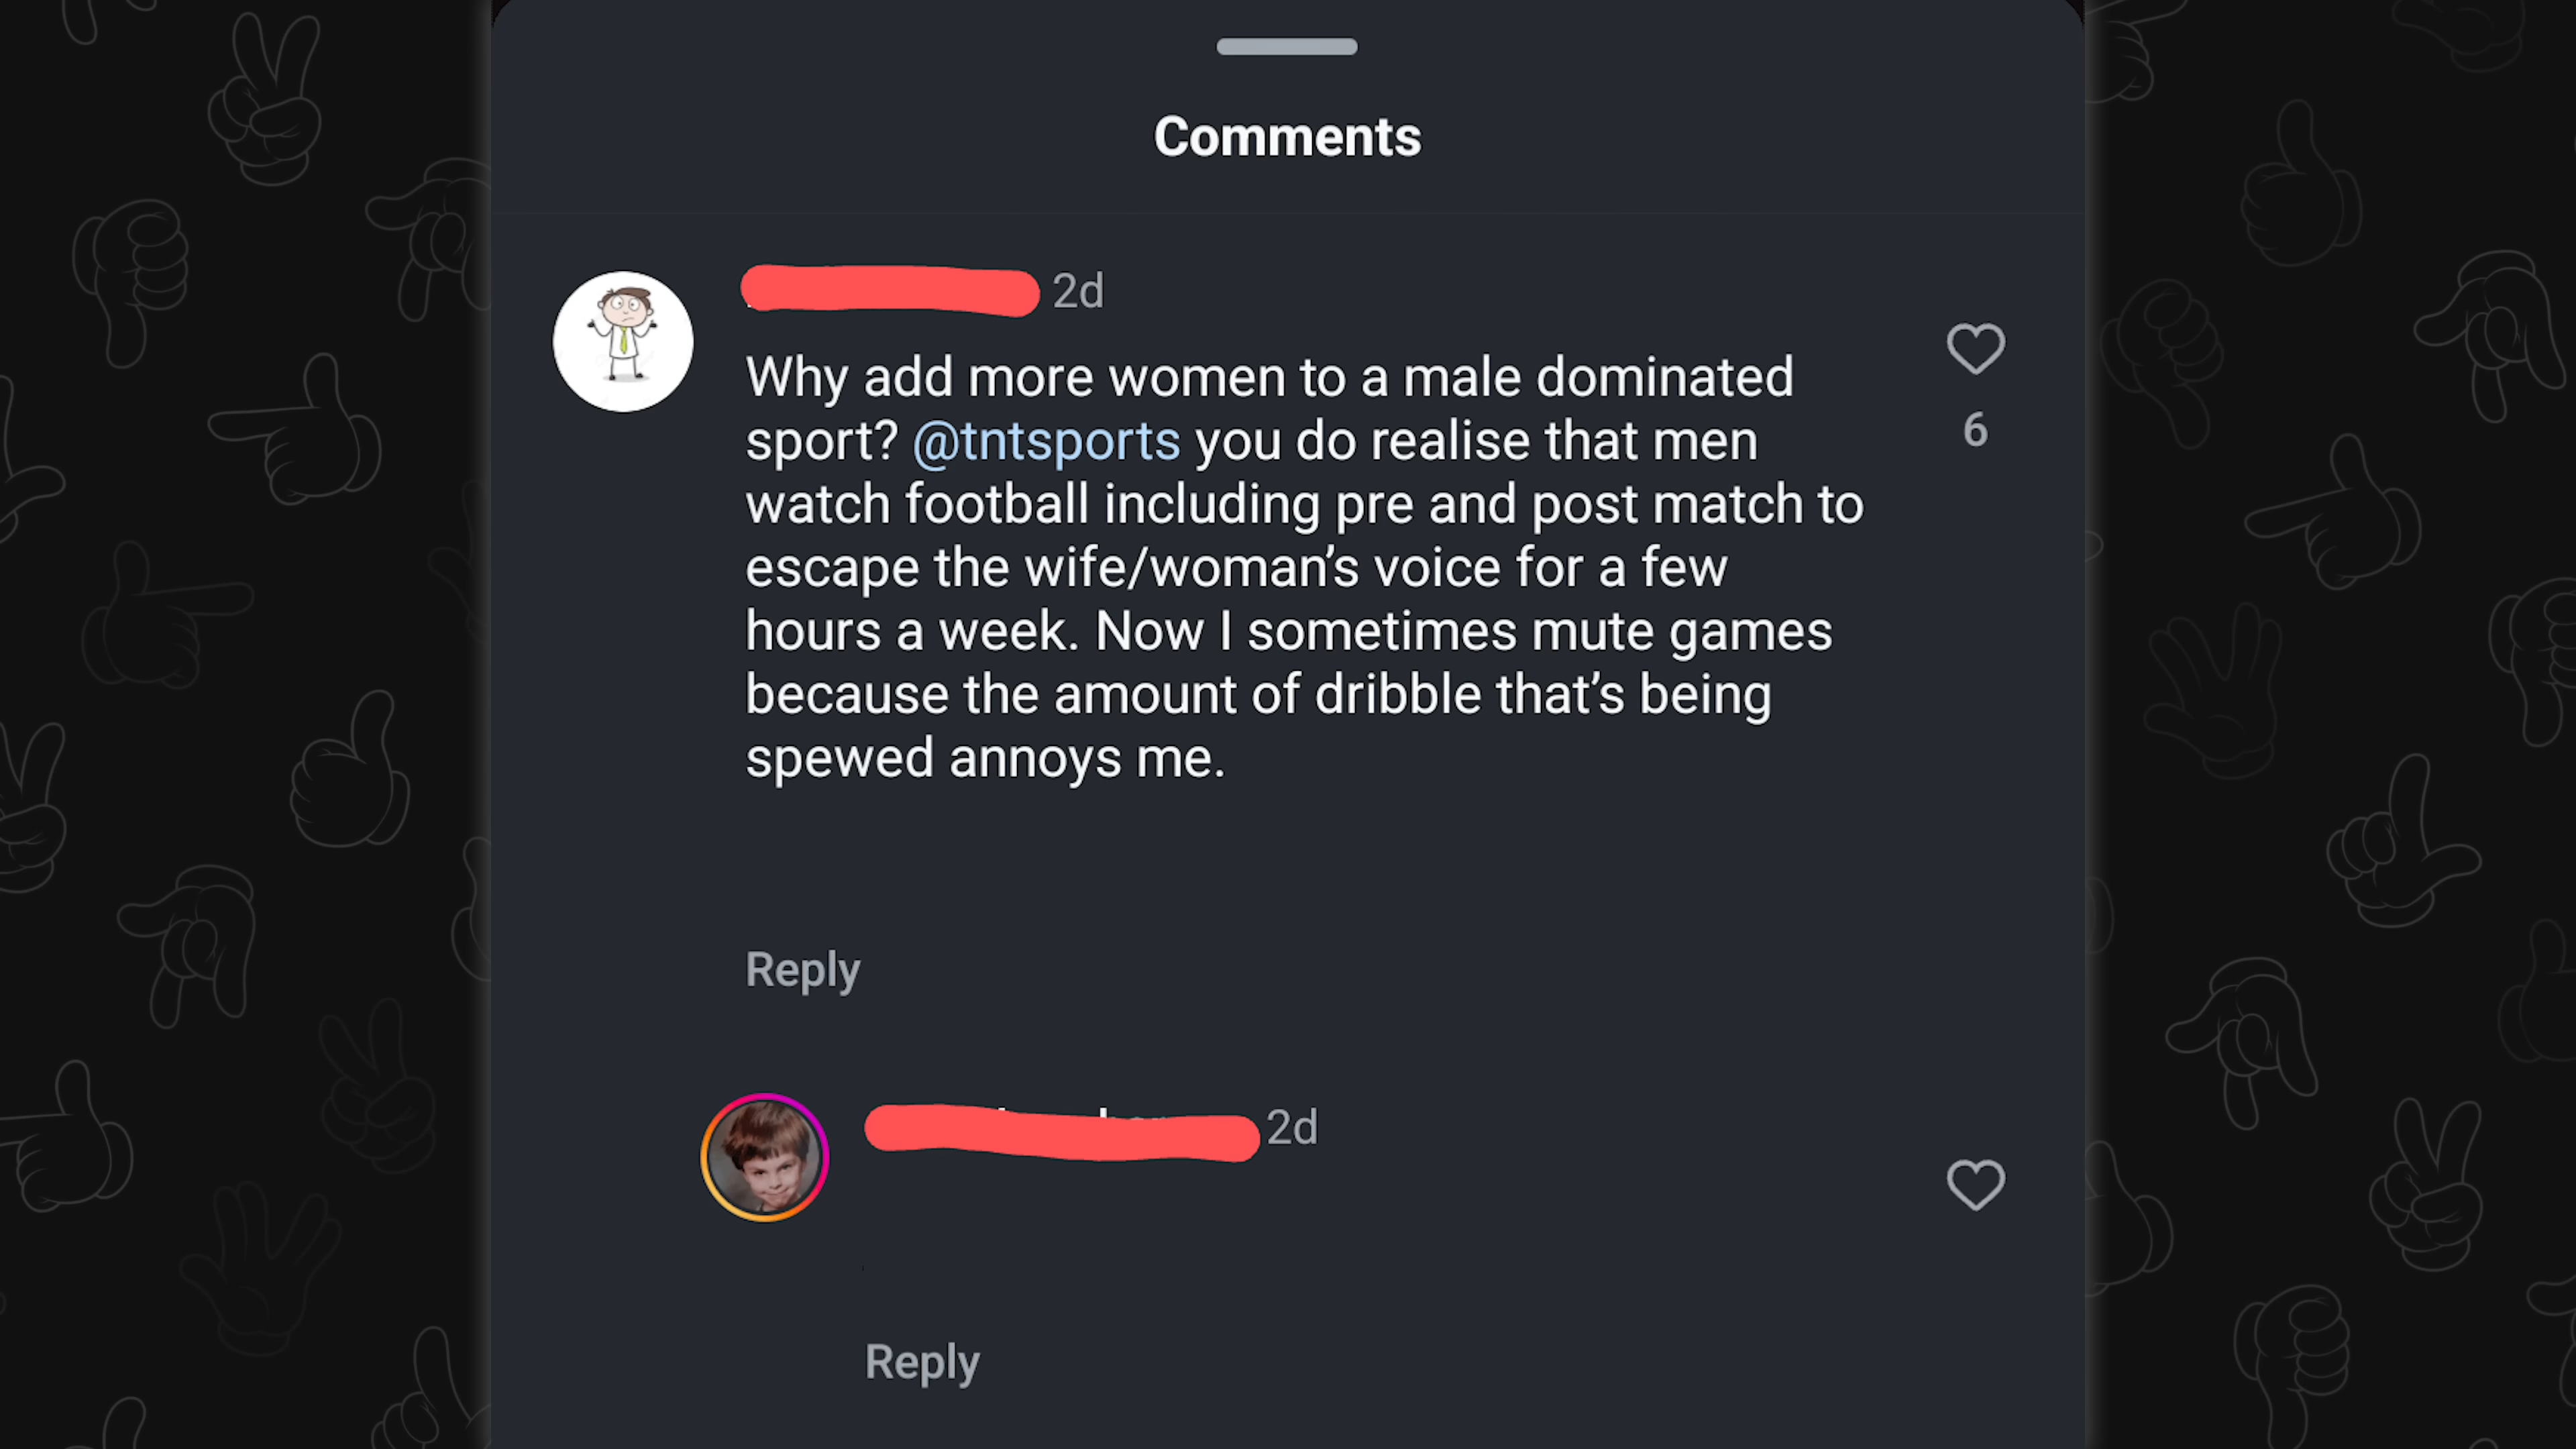 Comments
2d
Why add more women to a male dominated
sport? @tntsports you do realise that men
watch football including pre and post match to
escape the wife/woman’s voice for a few
hours a week. Now I sometimes mute games
because the amount of dribble that’s being
spewed annoys me.
6
Reply
2d
Reply